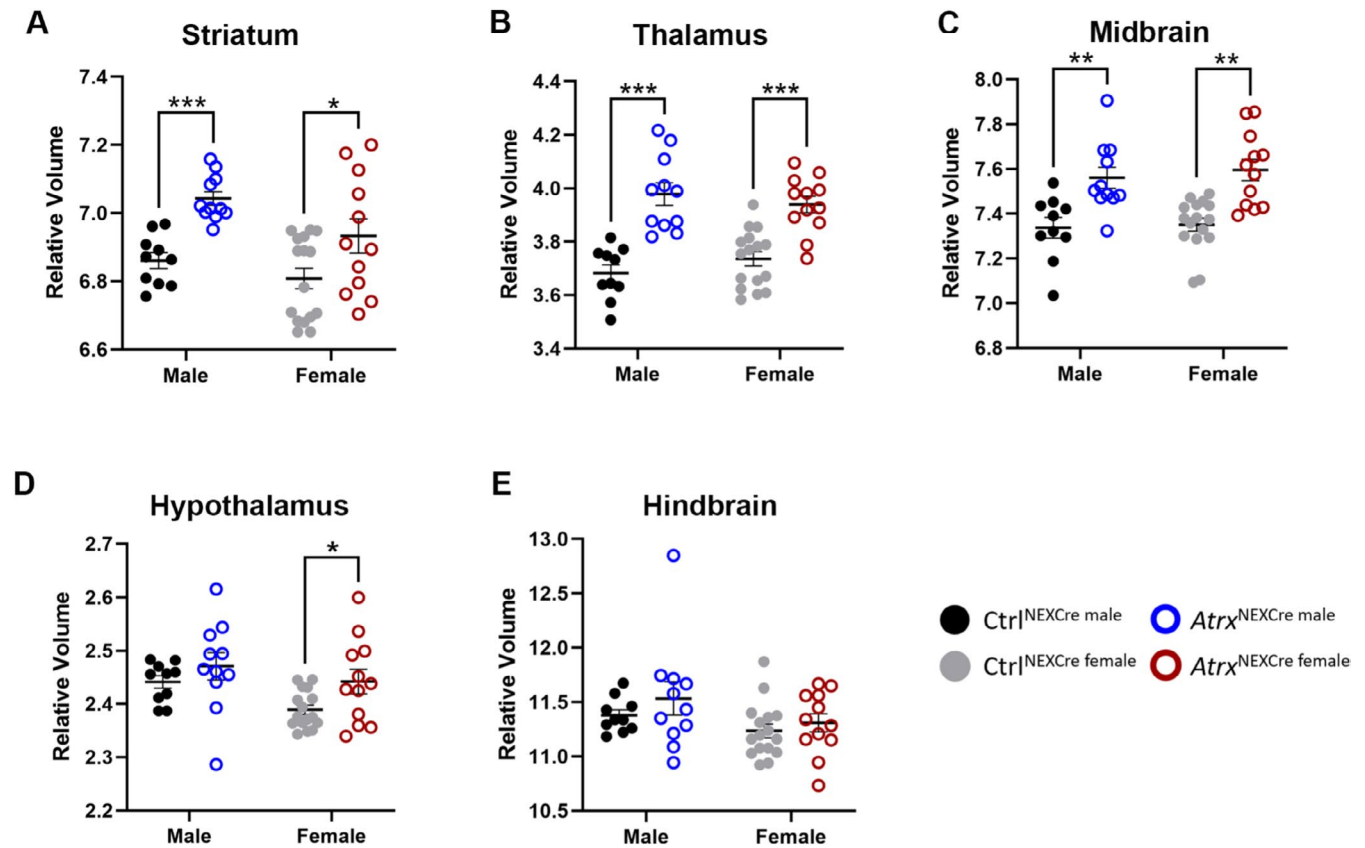 A
Striatum
Relative Volume
7.4
7.2
7.0
6.8
6.6
***
*
Male
Female
B
Thalamus
Relative Volume
4.4
4.2
4.0
3.8
3.6
3.4
***
***
Male
Female
C
Midbrain
Relative Volume
8.0
7.8
7.6
7.4
7.2
7.0
6.8
**
**
Male
Female
D
Hypothalamus
Relative Volume
2.7
2.6
2.5
2.4
2.3
2.2
*
Male
Female
E
Hindbrain
Relative Volume
13.0
12.5
12.0
11.5
11.0
10.5
Male
Female
Ctrl^NEXCre male
Atrx^NEXCre male
Ctrl^NEXCre female
Atrx^NEXCre female